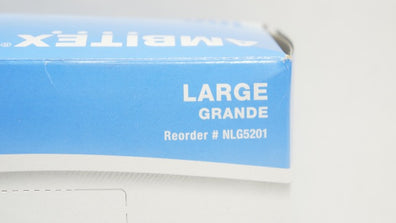 AMBITEX®
LARGE
GRANDE
Reorder # NLG5201